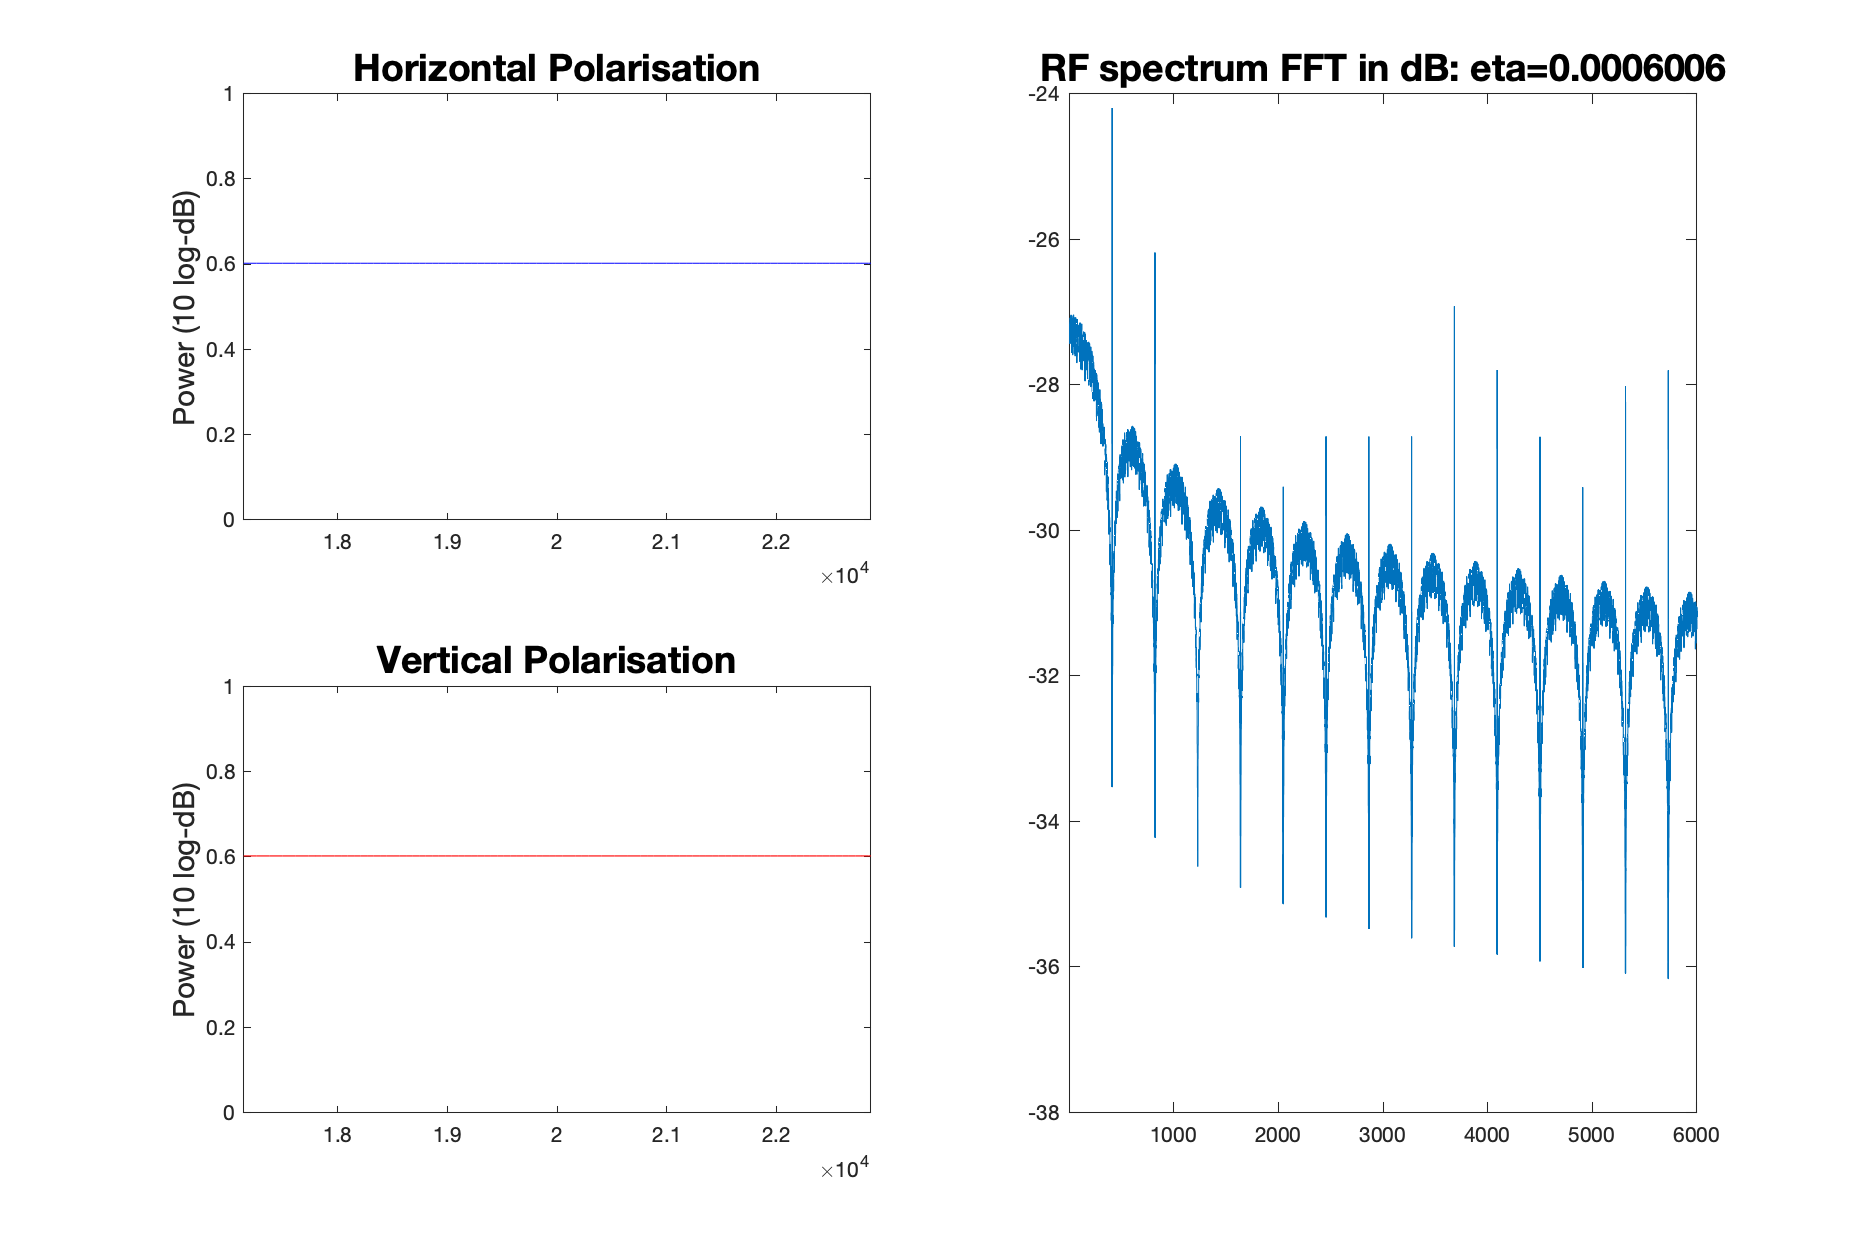 Horizontal Polarisation
Power (10 log-dB)
1
0.8
0.6
0.4
0.2
0
1.8 1.9 2 2.1 2.2
×10^4
Vertical Polarisation
Power (10 log-dB)
1
0.8
0.6
0.4
0.2
0
1.8 1.9 2 2.1 2.2
×10^4
RF spectrum FFT in dB: eta=0.0006006
-24
-26
-28
-30
-32
-34
-36
-38
1000 2000 3000 4000 5000 6000